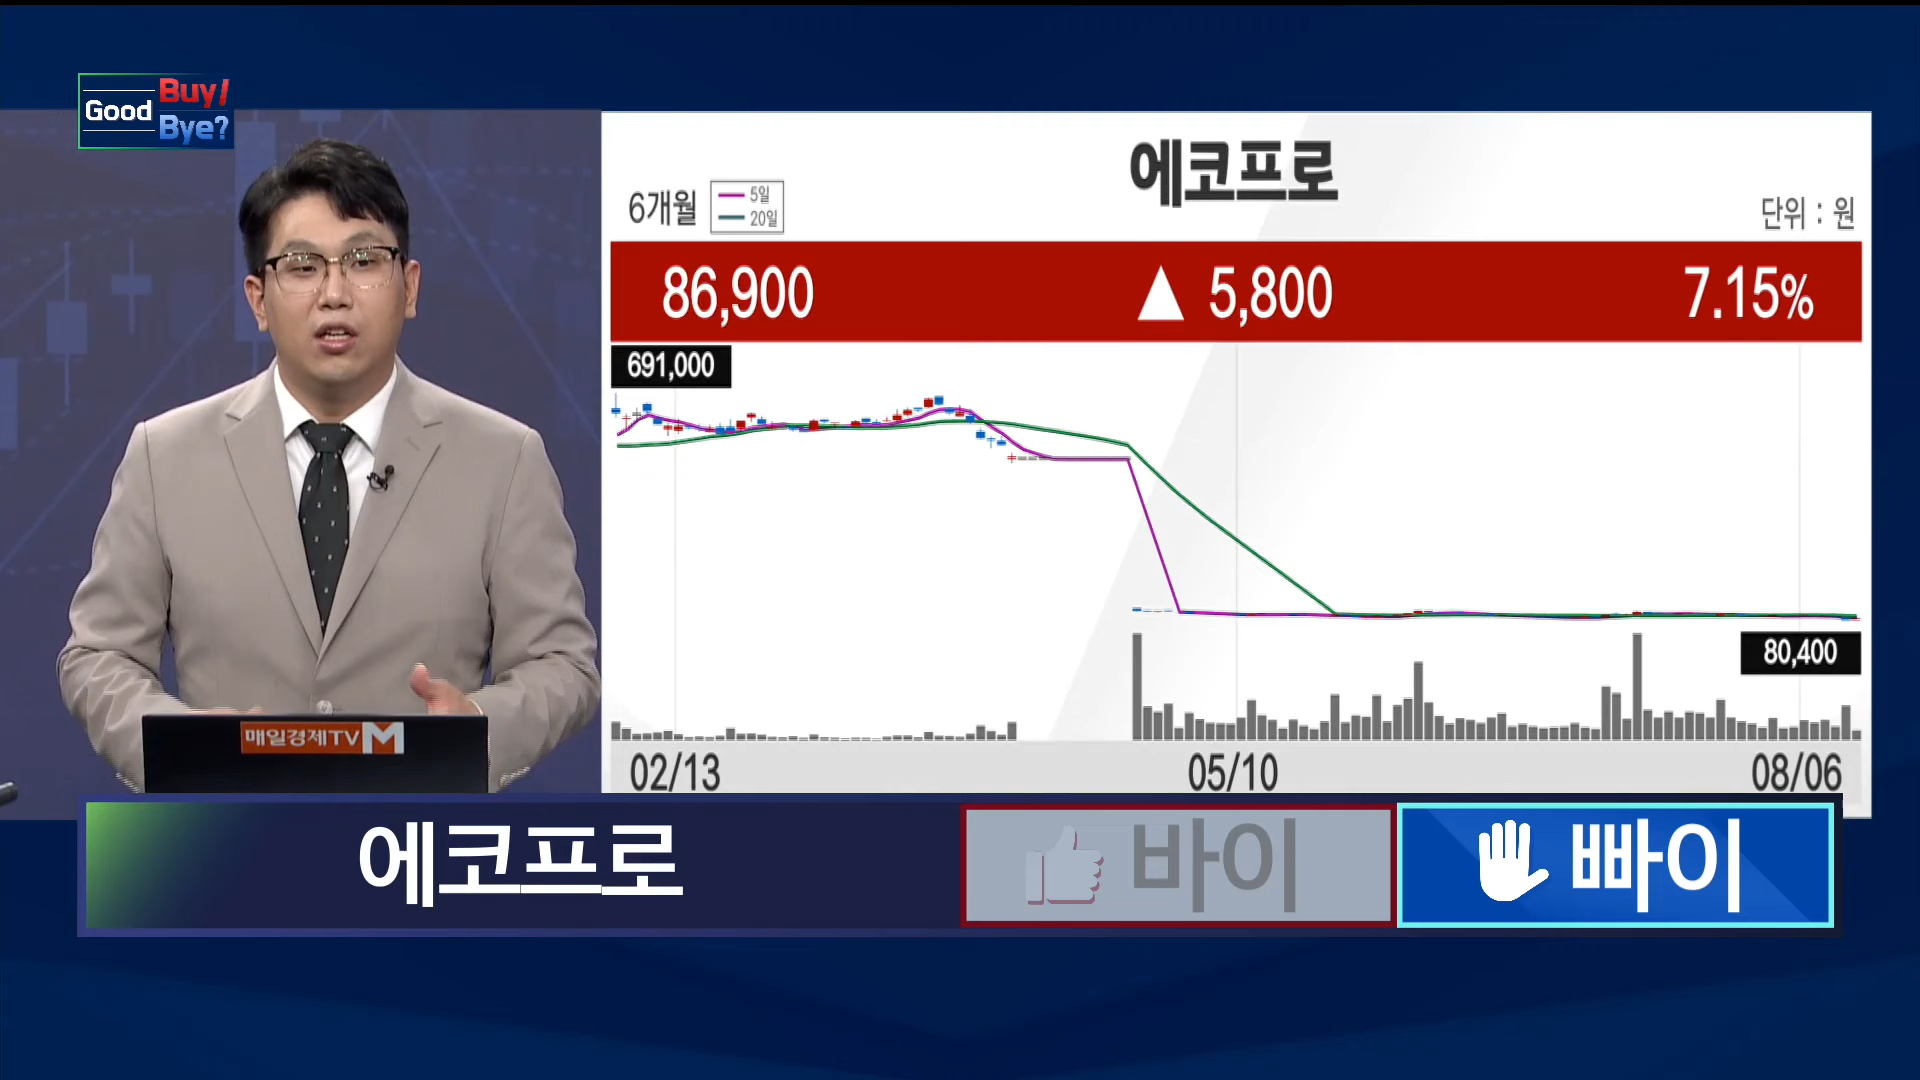 Good Buy!
Bye?
에코프로
6개월
5일
20일
단위 : 원
86,900 ▲ 5,800 7.15%
691,000
80,400
02/13 05/10 08/06
매일경제TV M
에코프로 바이 빠이